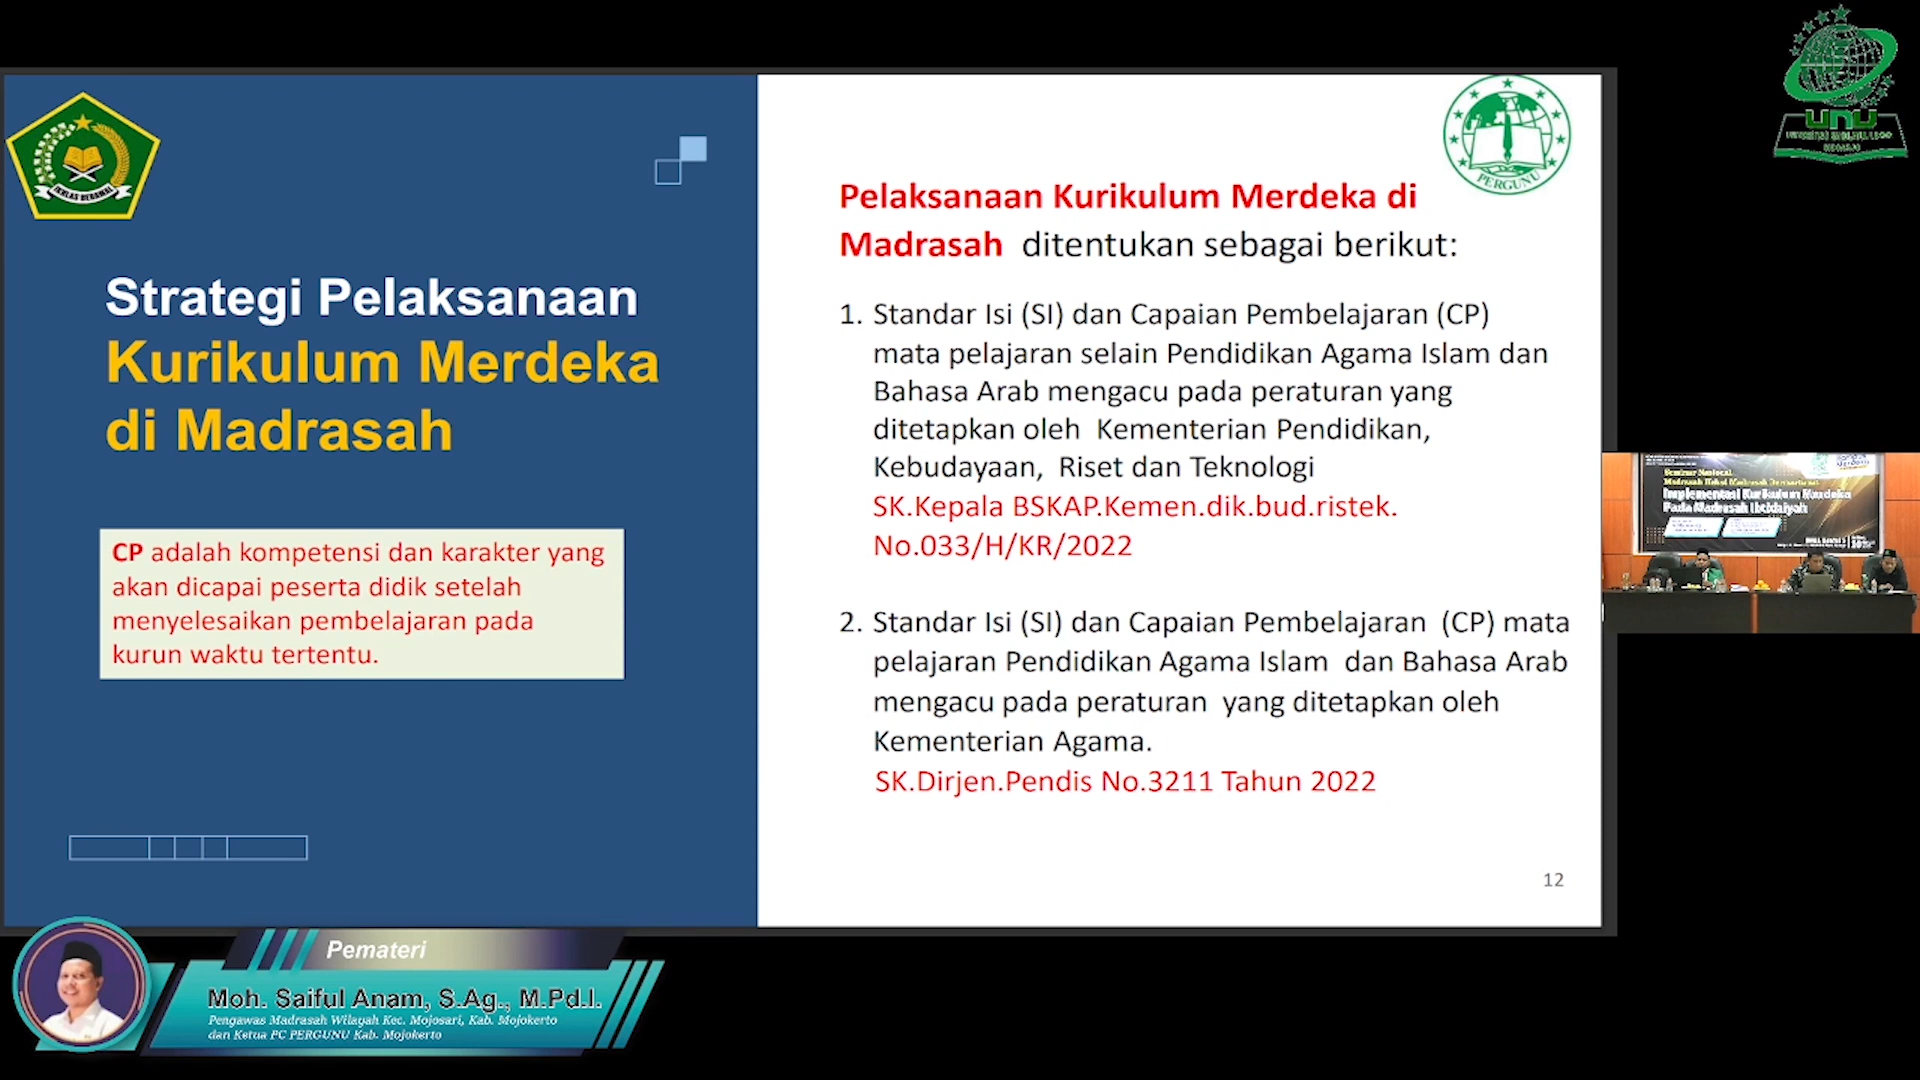 IKHLAS BERAMAL
Strategi Pelaksanaan
Kurikulum Merdeka
di Madrasah
CP adalah kompetensi dan karakter yang
akan dicapai peserta didik setelah
menyelesaikan pembelajaran pada
kurun waktu tertentu.
PERGUNU
Pelaksanaan Kurikulum Merdeka di
Madrasah ditentukan sebagai berikut:
1. Standar Isi (SI) dan Capaian Pembelajaran (CP)
mata pelajaran selain Pendidikan Agama Islam dan
Bahasa Arab mengacu pada peraturan yang
ditetapkan oleh Kementerian Pendidikan,
Kebudayaan, Riset dan Teknologi
SK.Kepala BSKAP.Kemen.dik.bud.ristek.
No.033/H/KR/2022
2. Standar Isi (SI) dan Capaian Pembelajaran (CP) mata
pelajaran Pendidikan Agama Islam dan Bahasa Arab
mengacu pada peraturan yang ditetapkan oleh
Kementerian Agama.
SK.Dirjen.Pendis No.3211 Tahun 2022
12
UNU
Seminar Nasional
Implementasi Kurikulum Merdeka
Pada Madrasah Ibtidaiyah
Pemateri
Moh. Saiful Anam, S.Ag., M.Pd.I.
Pengawas Madrasah Wilayah Kec. Mojosari, Kab. Mojokerto
dan Ketua PC PERGUNU Kab. Mojokerto